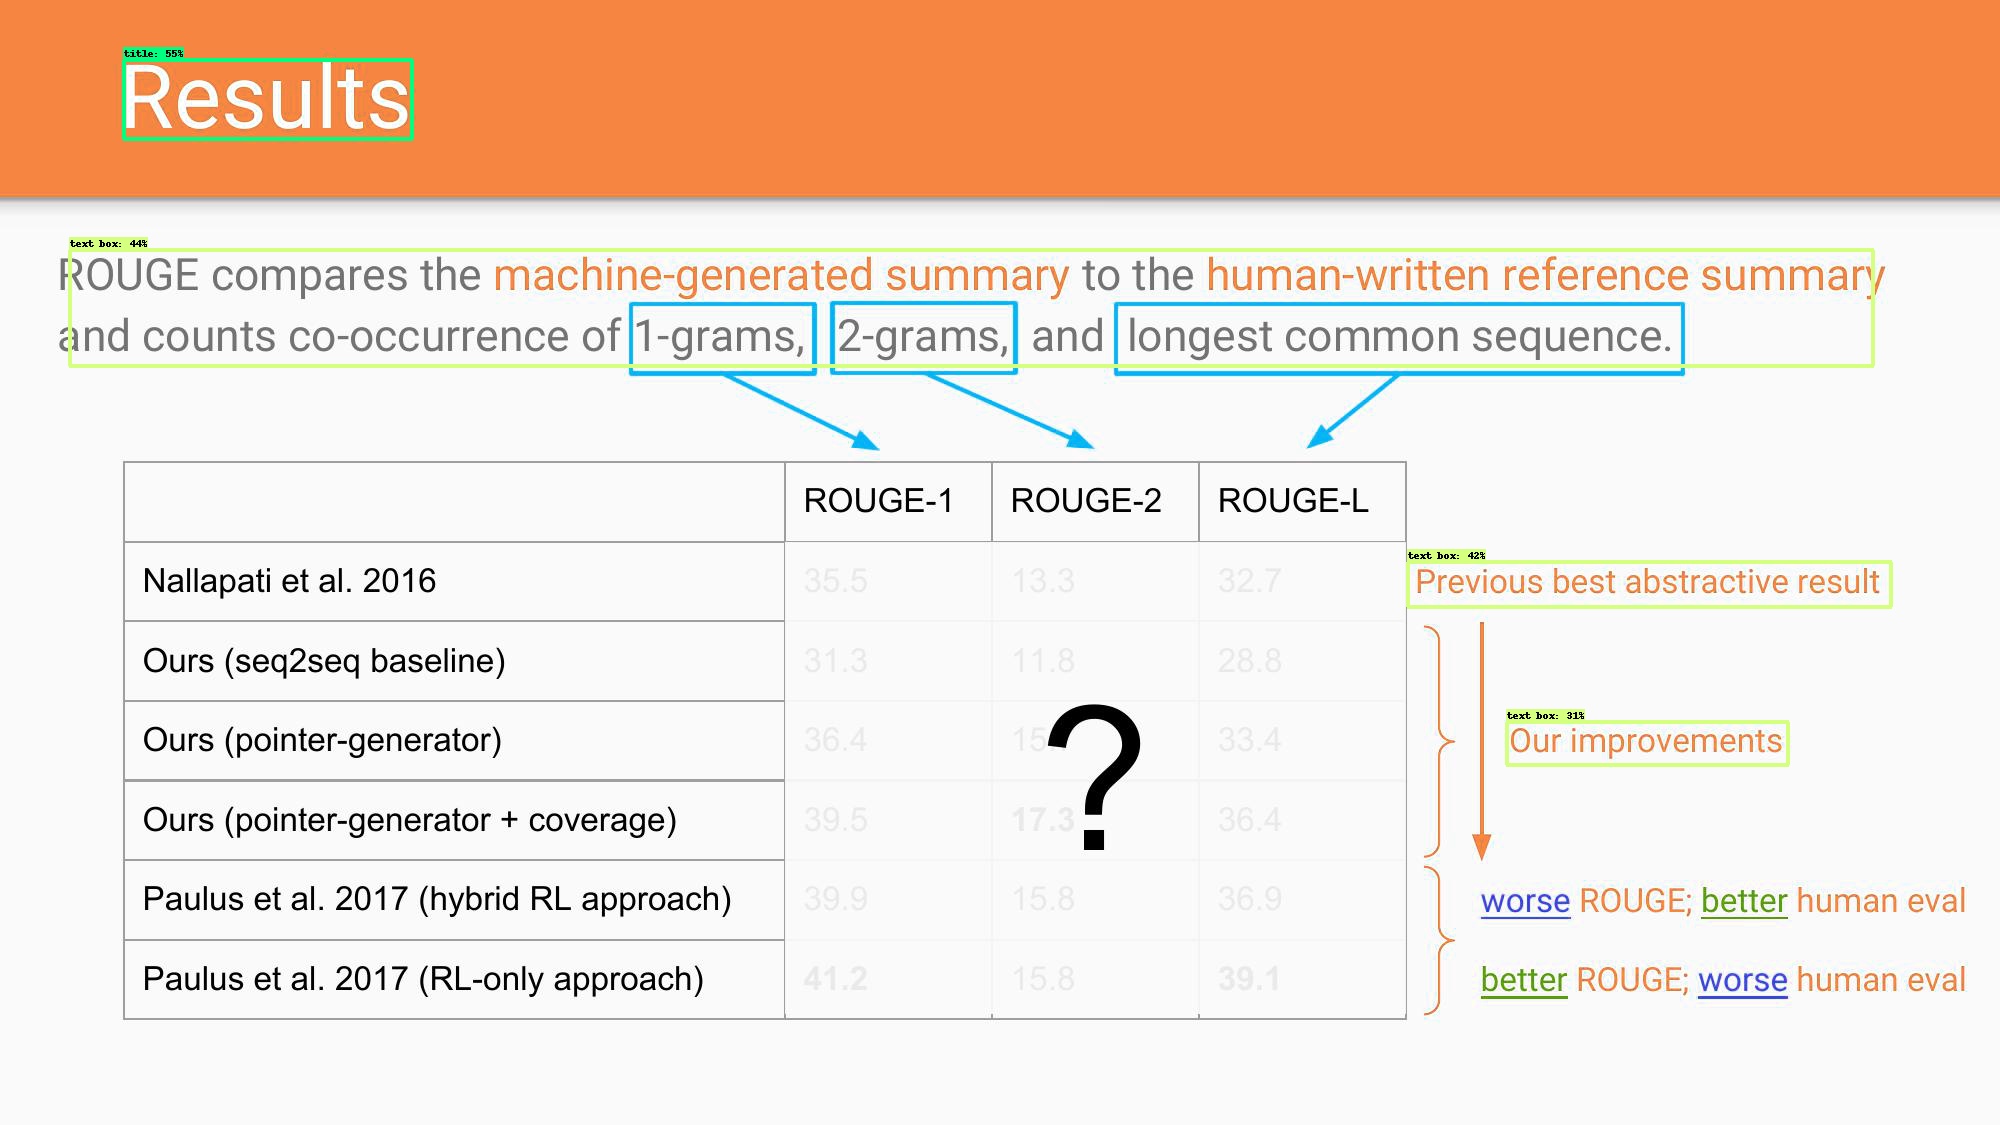 title: 55%
Results
text box: 44%
ROUGE compares the machine-generated summary to the human-written reference summary
and counts co-occurrence of 1-grams, 2-grams, and longest common sequence.
ROUGE-1 ROUGE-2 ROUGE-L
text box: 42%
Nallapati et al. 2016 35.5 13.3 32.7 Previous best abstractive result
Ours (seq2seq baseline) 31.3 11.8 28.8
text box: 31%
Ours (pointer-generator) 36.4 15 33.4 Our improvements
?
Ours (pointer-generator + coverage) 39.5 17.3 36.4
Paulus et al. 2017 (hybrid RL approach) 39.9 15.8 36.9 worse ROUGE; better human eval
Paulus et al. 2017 (RL-only approach) 41.2 15.8 39.1 better ROUGE; worse human eval